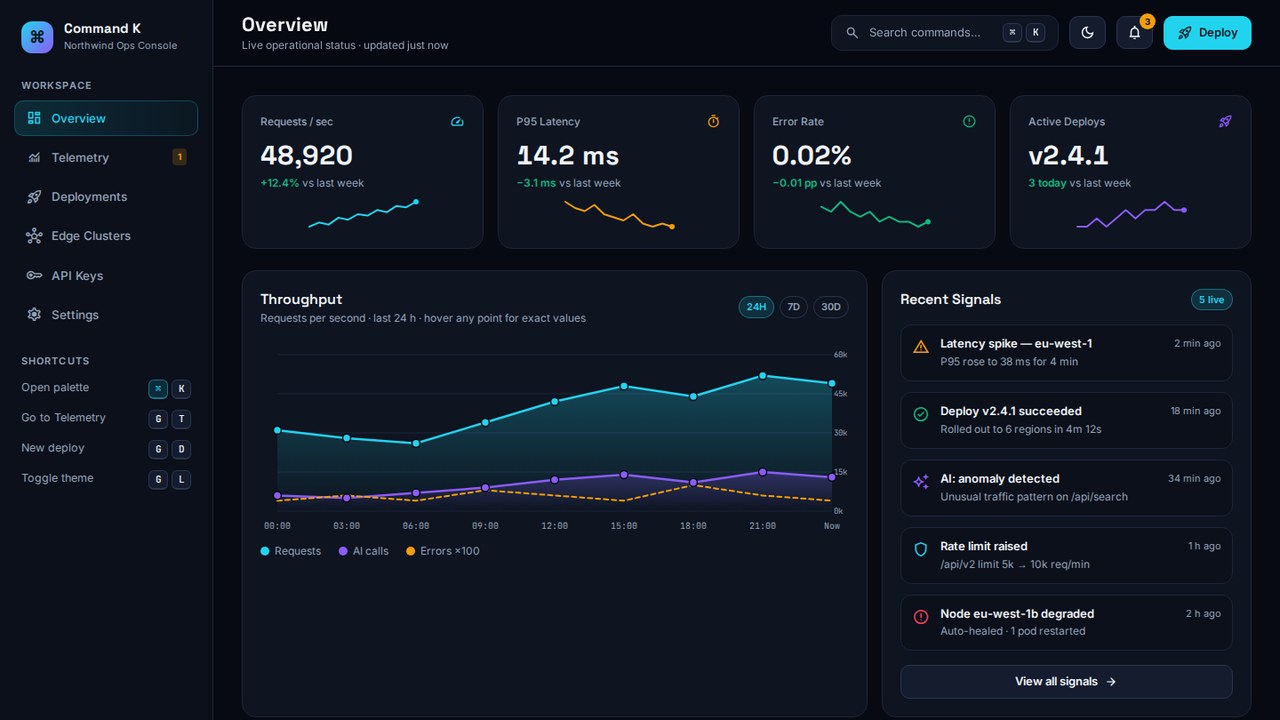 ⌘
Command K
Northwind Ops Console
WORKSPACE
Overview
Telemetry 1
Deployments
Edge Clusters
API Keys
Settings
SHORTCUTS
Open palette ⌘ K
Go to Telemetry G T
New deploy G D
Toggle theme G L
Overview
Live operational status · updated just now
Search commands... ⌘ K
3
Deploy
Requests / sec
48,920
+12.4% vs last week
P95 Latency
14.2 ms
−3.1 ms vs last week
Error Rate
0.02%
−0.01 pp vs last week
Active Deploys
v2.4.1
3 today vs last week
Throughput
Requests per second · last 24 h · hover any point for exact values
24H 7D 30D
60k
45k
30k
15k
0k
00:00 03:00 06:00 09:00 12:00 15:00 18:00 21:00 Now
Requests AI calls Errors ×100
Recent Signals 5 live
Latency spike — eu-west-1 2 min ago
P95 rose to 38 ms for 4 min
Deploy v2.4.1 succeeded 18 min ago
Rolled out to 6 regions in 4m 12s
AI: anomaly detected 34 min ago
Unusual traffic pattern on /api/search
Rate limit raised 1 h ago
/api/v2 limit 5k → 10k req/min
Node eu-west-1b degraded 2 h ago
Auto-healed · 1 pod restarted
View all signals →